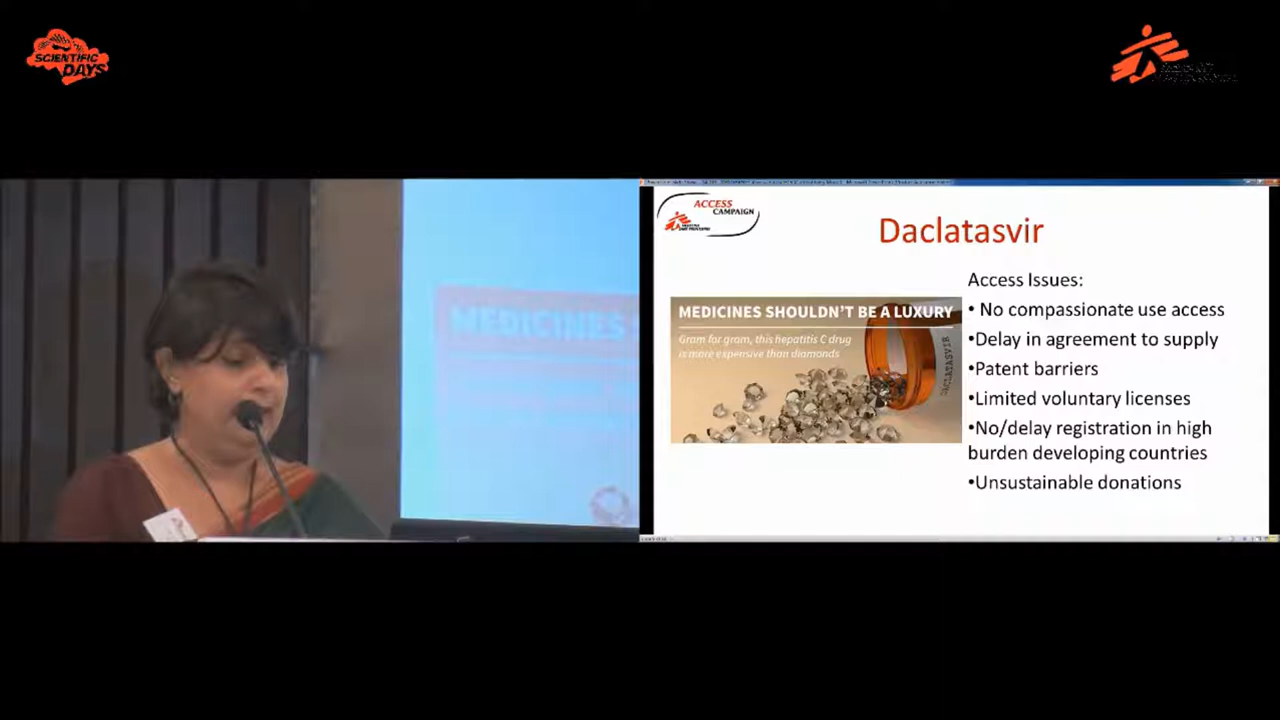 SCIENTIFIC
DAYS
MEDICINES
ACCESS
CAMPAIGN
Daclatasvir
MEDICINES SHOULDN'T BE A LUXURY
Gram for gram, this hepatitis C drug
is more expensive than diamonds
DACLATASVIR
Access Issues:
• No compassionate use access
•Delay in agreement to supply
•Patent barriers
•Limited voluntary licenses
•No/delay registration in high
burden developing countries
•Unsustainable donations